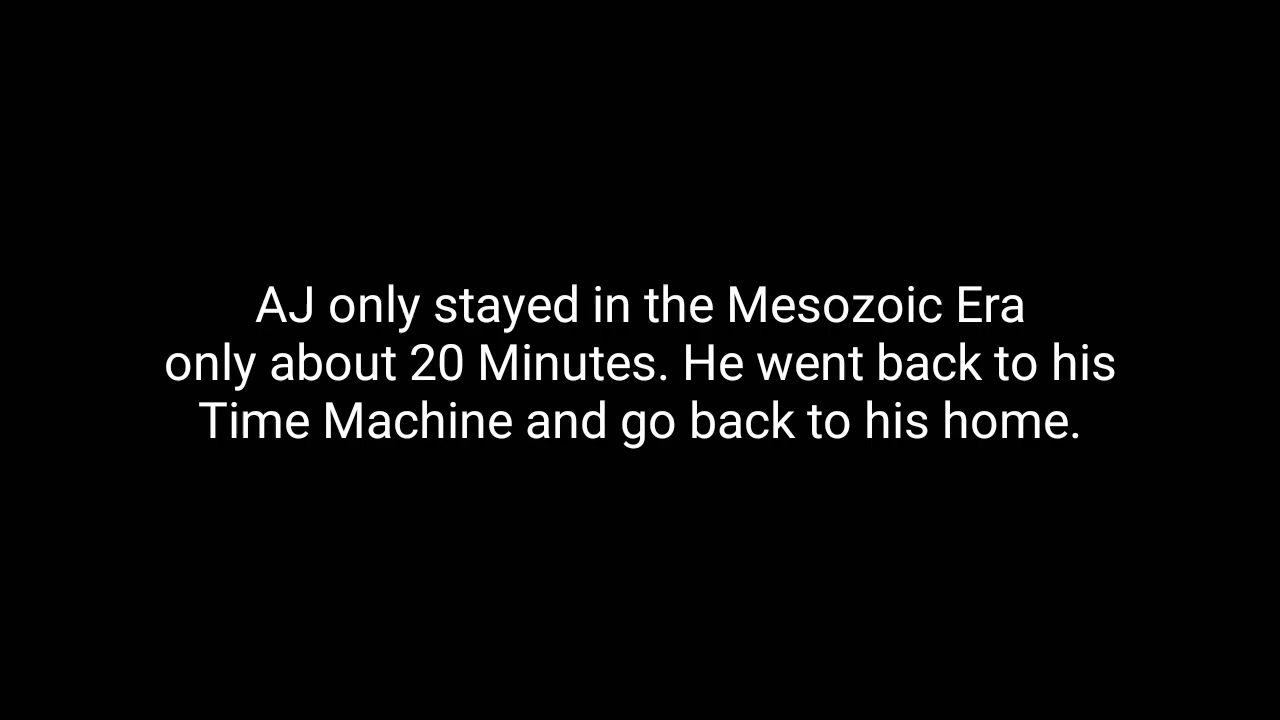 AJ only stayed in the Mesozoic Era
only about 20 Minutes. He went back to his
Time Machine and go back to his home.